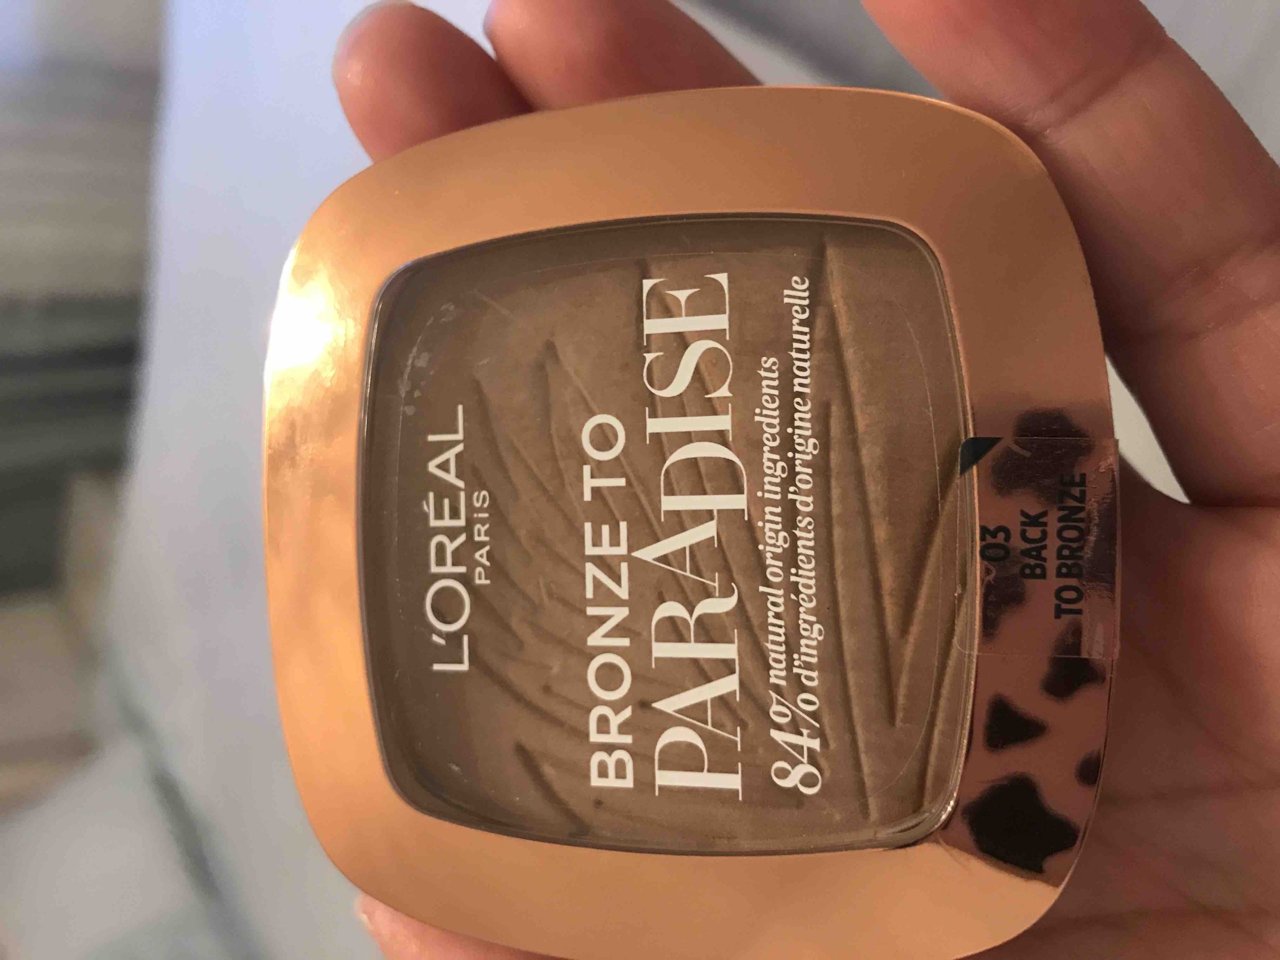 L'ORÉAL
PARIS
BRONZE TO
PARADISE
84% natural origin ingredients
84% d'ingrédients d'origine naturelle
03
BACK
TO BRONZE